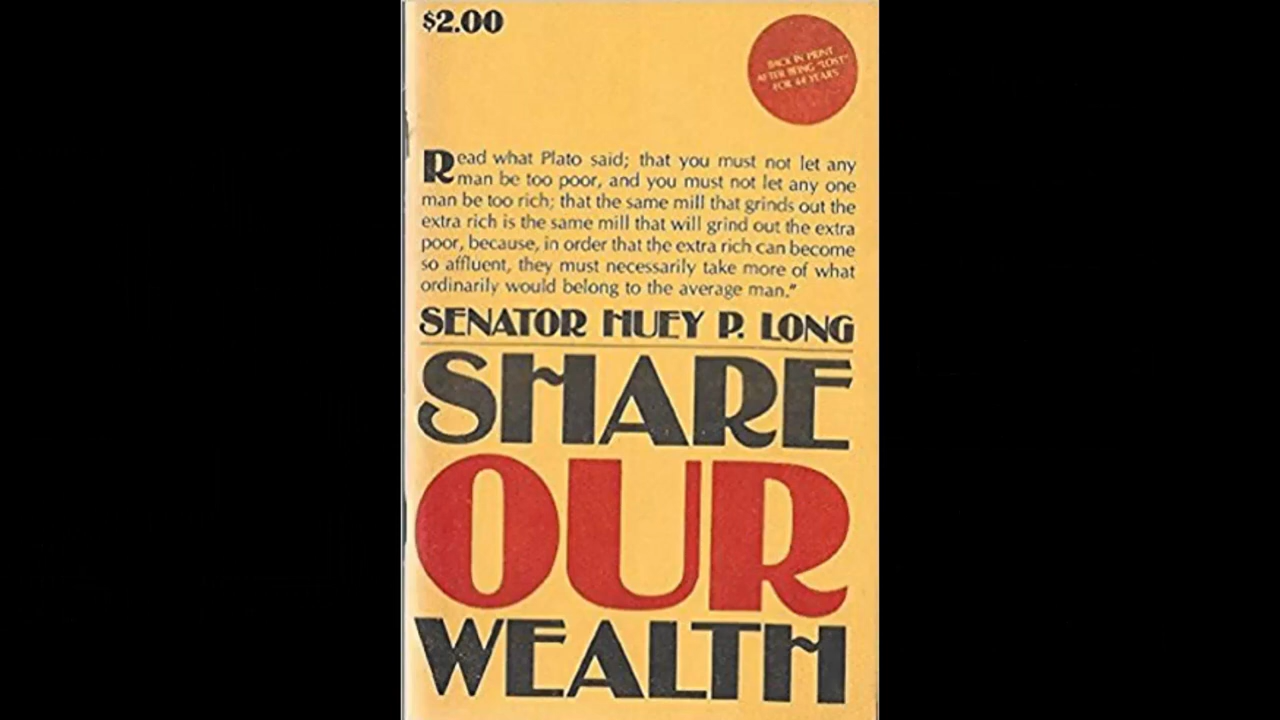 $2.00
BACK IN PRINT
AFTER BEING "LOST"
FOR 44 YEARS
Read what Plato said; that you must not let any
man be too poor, and you must not let any one
man be too rich; that the same mill that grinds out the
extra rich is the same mill that will grind out the extra
poor, because, in order that the extra rich can become
so affluent, they must necessarily take more of what
ordinarily would belong to the average man."
SENATOR HUEY P. LONG
SHARE
OUR
WEALTH